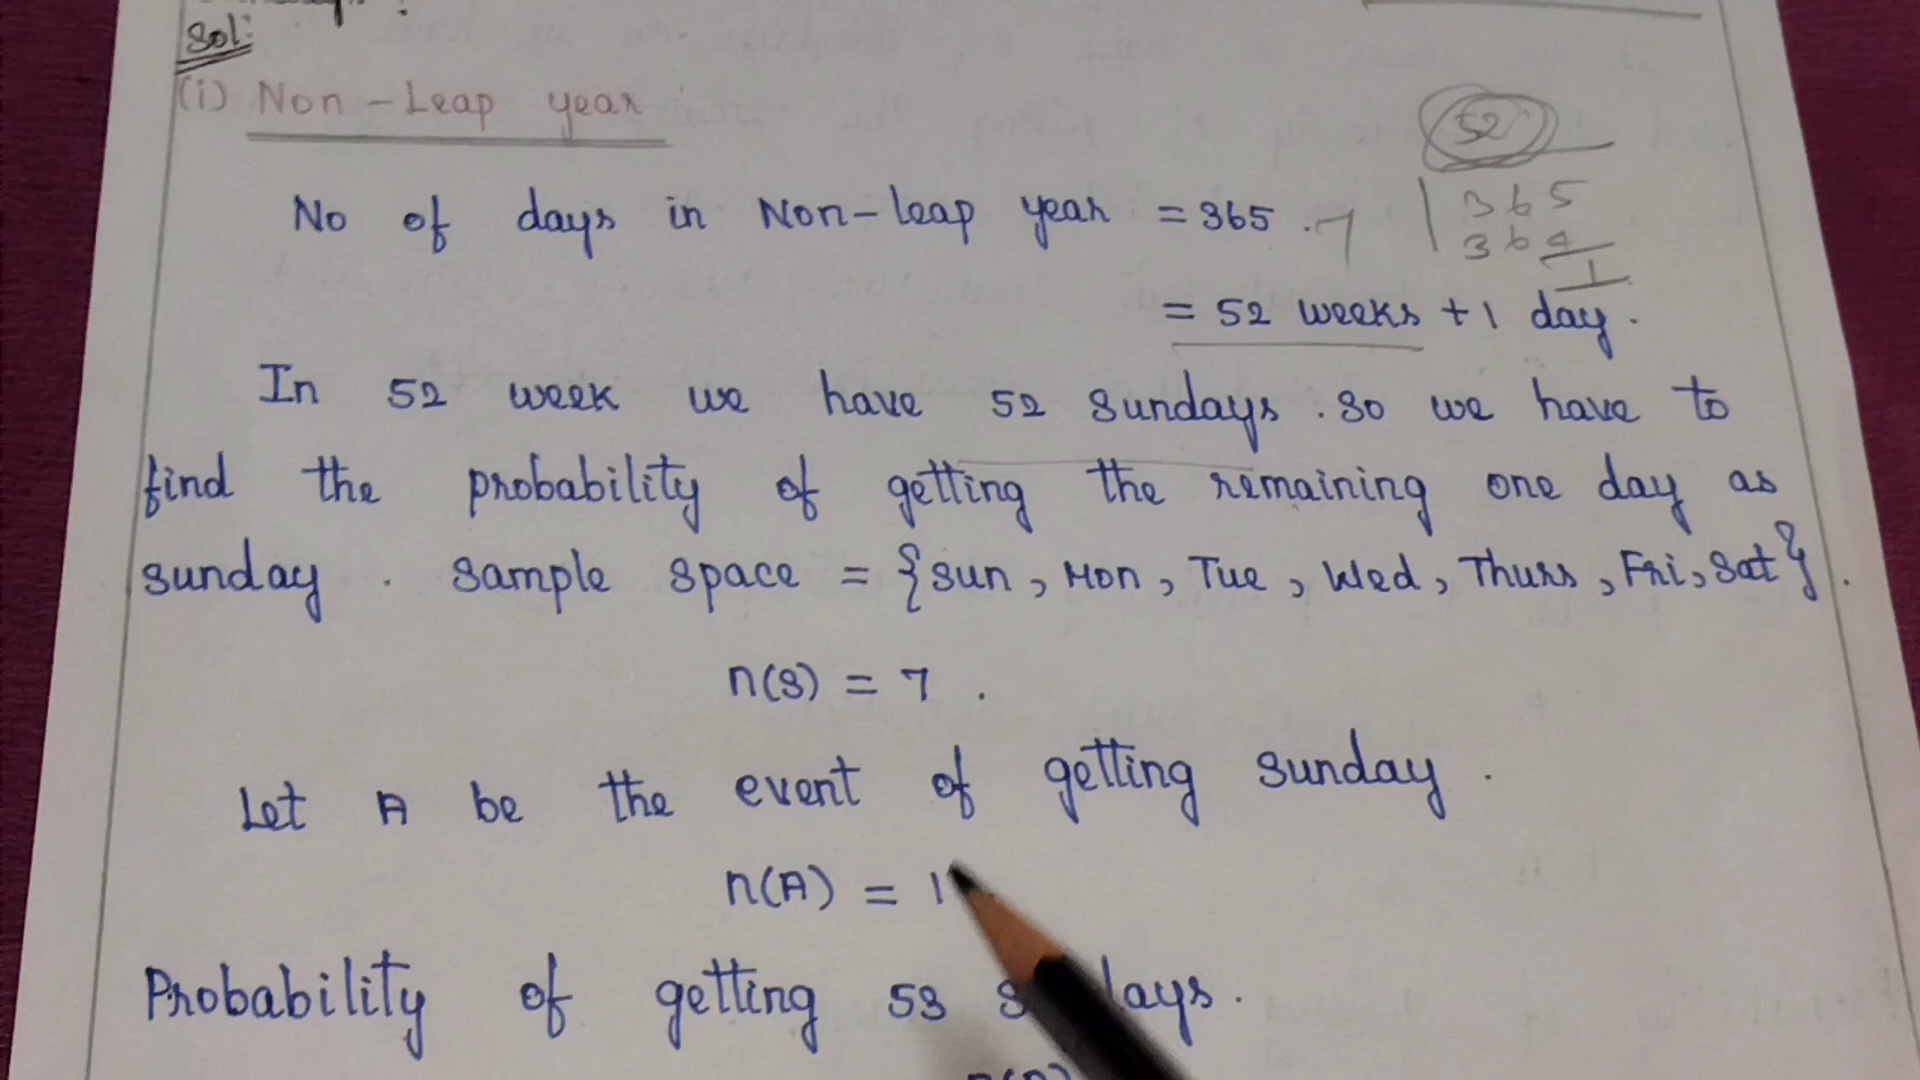 Sol:
(i) Non-Leap year
52
No of days in Non-leap year = 365.
7 | 365
364
1
= 52 weeks + 1 day.
In 52 week we have 52 sundays. so we have to
find the probability of getting the remaining one day as
sunday. sample space = {sun, Mon, Tue, Wed, Thurs, Fri, Sat}.
n(S) = 7.
Let A be the event of getting sunday.
n(A) = 1
Probability of getting 53 days.